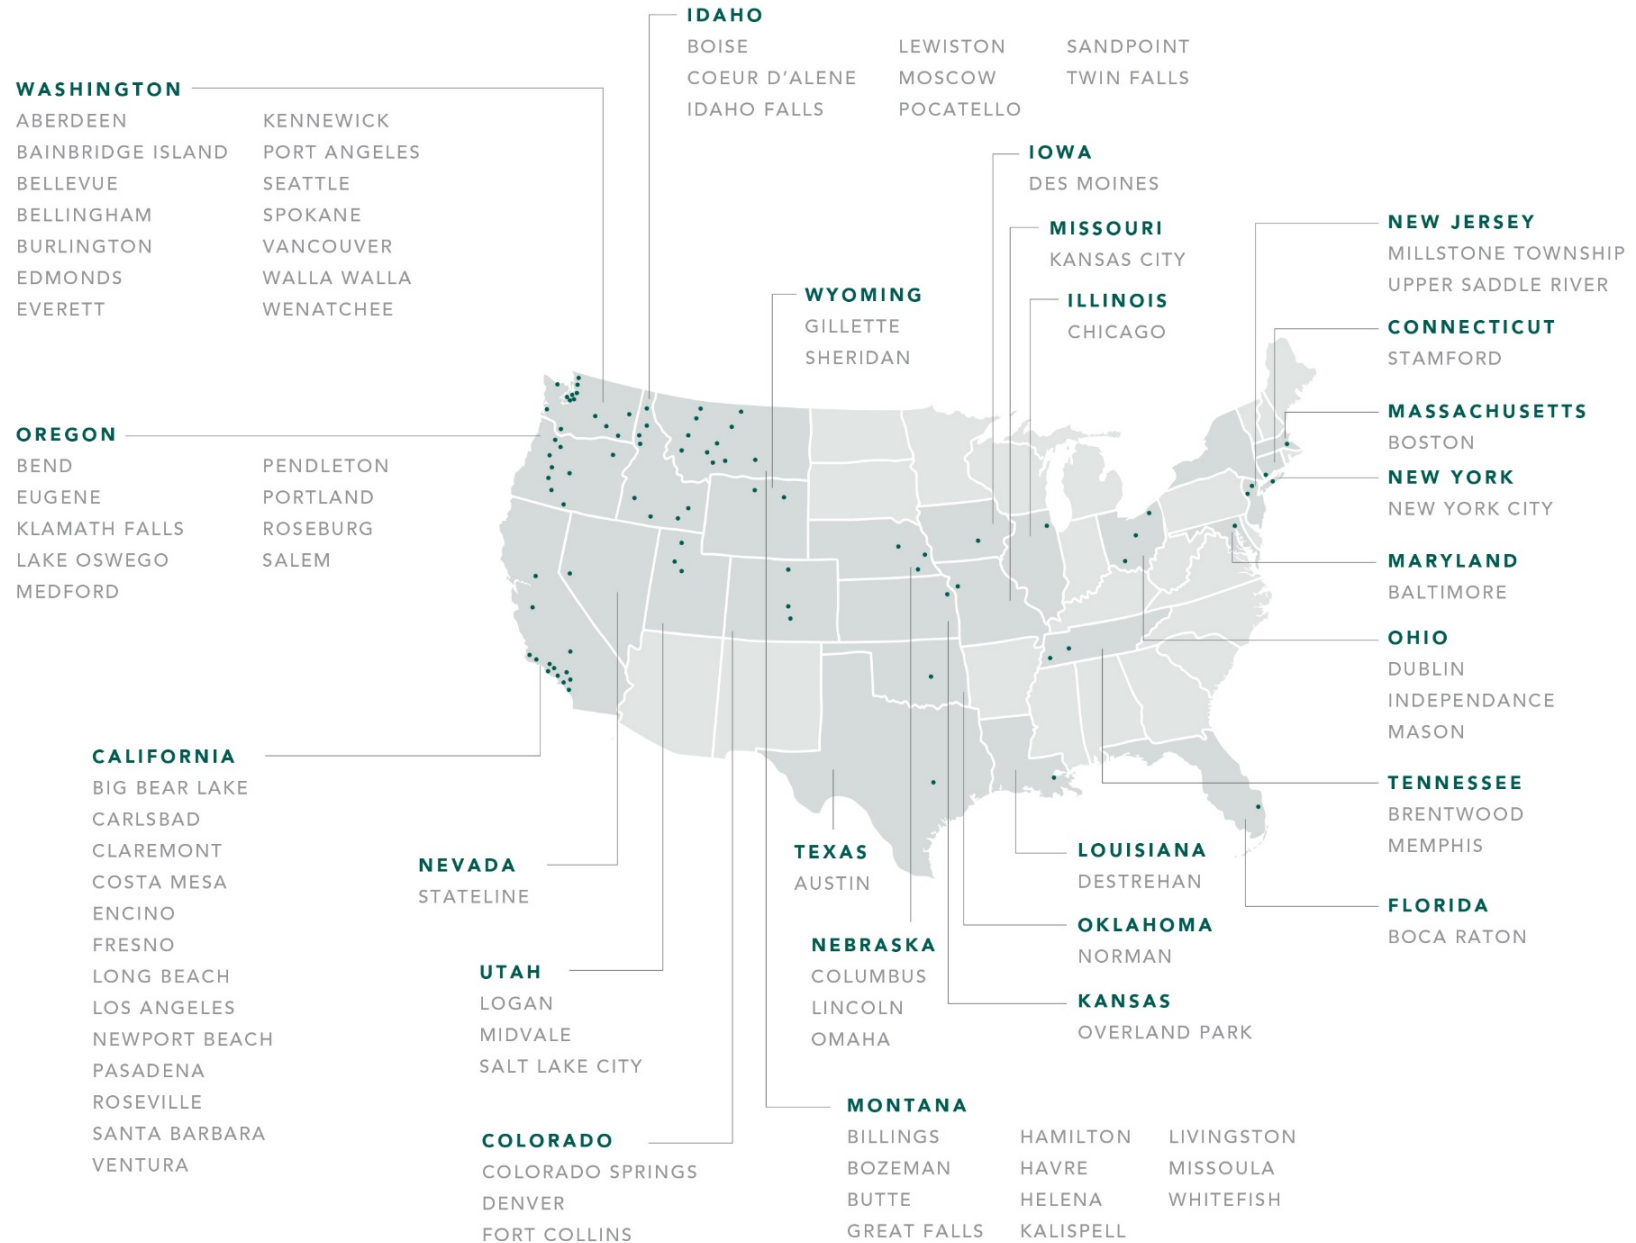 IDAHO
BOISE LEWISTON SANDPOINT
COEUR D'ALENE MOSCOW TWIN FALLS
IDAHO FALLS POCATELLO
WASHINGTON
ABERDEEN KENNEWICK
BAINBRIDGE ISLAND PORT ANGELES
BELLEVUE SEATTLE
BELLINGHAM SPOKANE
BURLINGTON VANCOUVER
EDMONDS WALLA WALLA
EVERETT WENATCHEE
IOWA
DES MOINES
MISSOURI
KANSAS CITY
ILLINOIS
CHICAGO
WYOMING
GILLETTE
SHERIDAN
NEW JERSEY
MILLSTONE TOWNSHIP
UPPER SADDLE RIVER
CONNECTICUT
STAMFORD
MASSACHUSETTS
BOSTON
NEW YORK
NEW YORK CITY
MARYLAND
BALTIMORE
OHIO
DUBLIN
INDEPENDANCE
MASON
TENNESSEE
BRENTWOOD
MEMPHIS
FLORIDA
BOCA RATON
OREGON
BEND PENDLETON
EUGENE PORTLAND
KLAMATH FALLS ROSEBURG
LAKE OSWEGO SALEM
MEDFORD
CALIFORNIA
BIG BEAR LAKE
CARLSBAD
CLAREMONT
COSTA MESA
ENCINO
FRESNO
LONG BEACH
LOS ANGELES
NEWPORT BEACH
PASADENA
ROSEVILLE
SANTA BARBARA
VENTURA
NEVADA
STATELINE
UTAH
LOGAN
MIDVALE
SALT LAKE CITY
COLORADO
COLORADO SPRINGS
DENVER
FORT COLLINS
TEXAS
AUSTIN
NEBRASKA
COLUMBUS
LINCOLN
OMAHA
LOUISIANA
DESTREHAN
OKLAHOMA
NORMAN
KANSAS
OVERLAND PARK
MONTANA
BILLINGS HAMILTON LIVINGSTON
BOZEMAN HAVRE MISSOULA
BUTTE HELENA WHITEFISH
GREAT FALLS KALISPELL